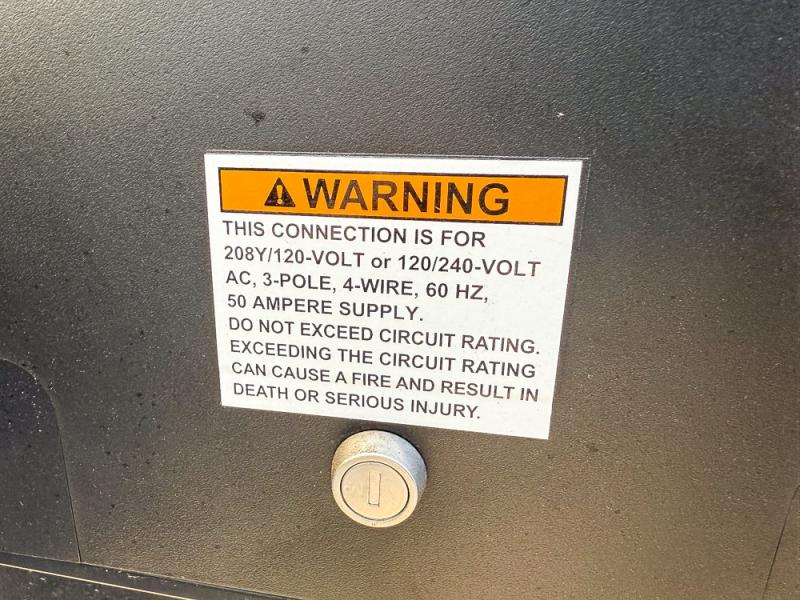 WARNING
THIS CONNECTION IS FOR
208Y/120-VOLT or 120/240-VOLT
AC, 3-POLE, 4-WIRE, 60 HZ,
50 AMPERE SUPPLY.
DO NOT EXCEED CIRCUIT RATING.
EXCEEDING THE CIRCUIT RATING
CAN CAUSE A FIRE AND RESULT IN
DEATH OR SERIOUS INJURY.